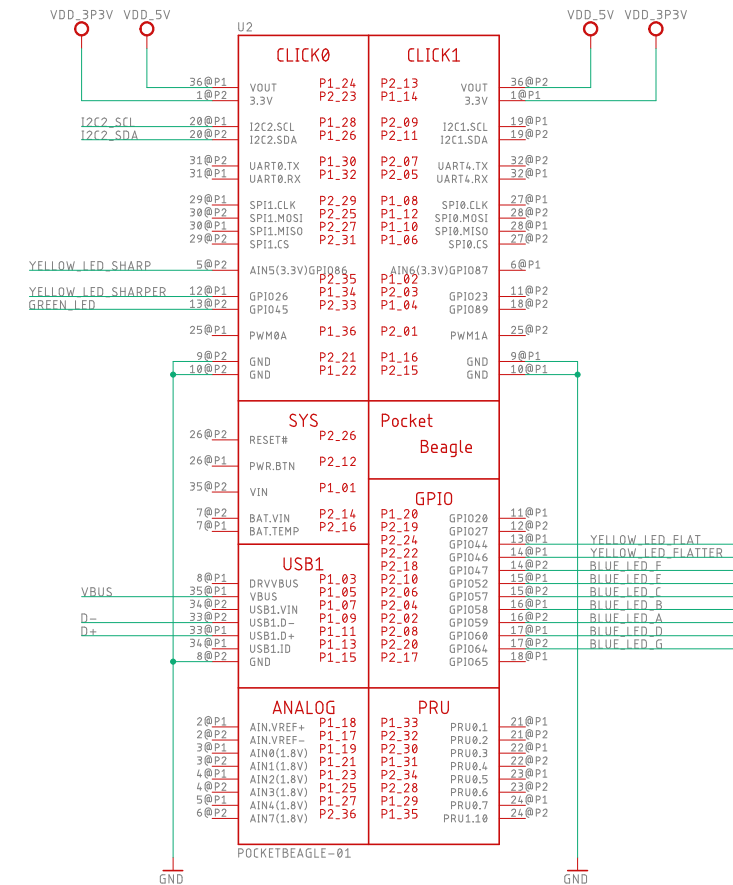 VDD_3P3V VDD_5V VDD_5V VDD_3P3V
U2
CLICK0 CLICK1
36@P1 VOUT P1_24 P2_13 VOUT 36@P2
1@P2 3.3V P2_23 P1_14 3.3V 1@P1
I2C2_SCL 20@P1 I2C2.SCL P1_28 P2_09 I2C1.SCL 19@P1
I2C2_SDA 20@P2 I2C2.SDA P1_26 P2_11 I2C1.SDA 19@P2
31@P2 UART0.TX P1_30 P2_07 UART4.TX 32@P2
31@P1 UART0.RX P1_32 P2_05 UART4.RX 32@P1
29@P1 SPI1.CLK P2_29 P1_08 SPI0.CLK 27@P1
30@P2 SPI1.MOSI P2_25 P1_12 SPI0.MOSI 28@P2
30@P1 SPI1.MISO P2_27 P1_10 SPI0.MISO 28@P1
29@P2 SPI1.CS P2_31 P1_06 SPI0.CS 27@P2
YELLOW_LED_SHARP 5@P2 AIN5(3.3V)GPIO86 AIN6(3.3V)GPIO87 6@P1
P2_35 P1_02
YELLOW_LED_SHARPER 12@P1 GPIO26 P1_34 P2_03 GPIO23 11@P2
GREEN_LED 13@P2 GPIO45 P2_33 P1_04 GPIO89 18@P2
25@P1 PWM0A P1_36 P2_01 PWM1A 25@P2
9@P2 GND P2_21 P1_16 GND 9@P1
10@P2 GND P1_22 P2_15 GND 10@P1
SYS Pocket
Beagle
26@P2 RESET# P2_26
26@P1 PWR.BTN P2_12
35@P2 VIN P1_01
GPIO
7@P2 BAT.VIN P2_14 P1_20 GPIO20 11@P1
7@P1 BAT.TEMP P2_16 P2_19 GPIO27 12@P2
P2_24 GPIO44 13@P1 YELLOW_LED_FLAT
P2_22 GPIO46 14@P1 YELLOW_LED_FLATTER
USB1 P2_18 GPIO47 14@P2 BLUE_LED_F
8@P1 DRVVBUS P1_03 P2_10 GPIO52 15@P1 BLUE_LED_E
VBUS 35@P1 VBUS P1_05 P2_06 GPIO57 15@P2 BLUE_LED_C
34@P2 USB1.VIN P1_07 P2_04 GPIO58 16@P1 BLUE_LED_B
D- 33@P2 USB1.D- P1_09 P2_02 GPIO59 16@P2 BLUE_LED_A
D+ 33@P1 USB1.D+ P1_11 P2_08 GPIO60 17@P1 BLUE_LED_D
34@P1 USB1.ID P1_13 P2_20 GPIO64 17@P2 BLUE_LED_G
8@P2 GND P1_15 P2_17 GPIO65 18@P1
ANALOG PRU
2@P1 AIN.VREF+ P1_18 P1_33 PRU0.1 21@P1
2@P2 AIN.VREF- P1_17 P2_32 PRU0.2 21@P2
3@P1 AIN0(1.8V) P1_19 P2_30 PRU0.3 22@P1
3@P2 AIN1(1.8V) P1_21 P1_31 PRU0.4 22@P2
4@P1 AIN2(1.8V) P1_23 P2_34 PRU0.5 23@P1
4@P2 AIN3(1.8V) P1_25 P2_28 PRU0.6 23@P2
5@P1 AIN4(1.8V) P1_27 P1_29 PRU0.7 24@P1
6@P2 AIN7(1.8V) P2_36 P1_35 PRU1.10 24@P2
POCKETBEAGLE-01
GND GND